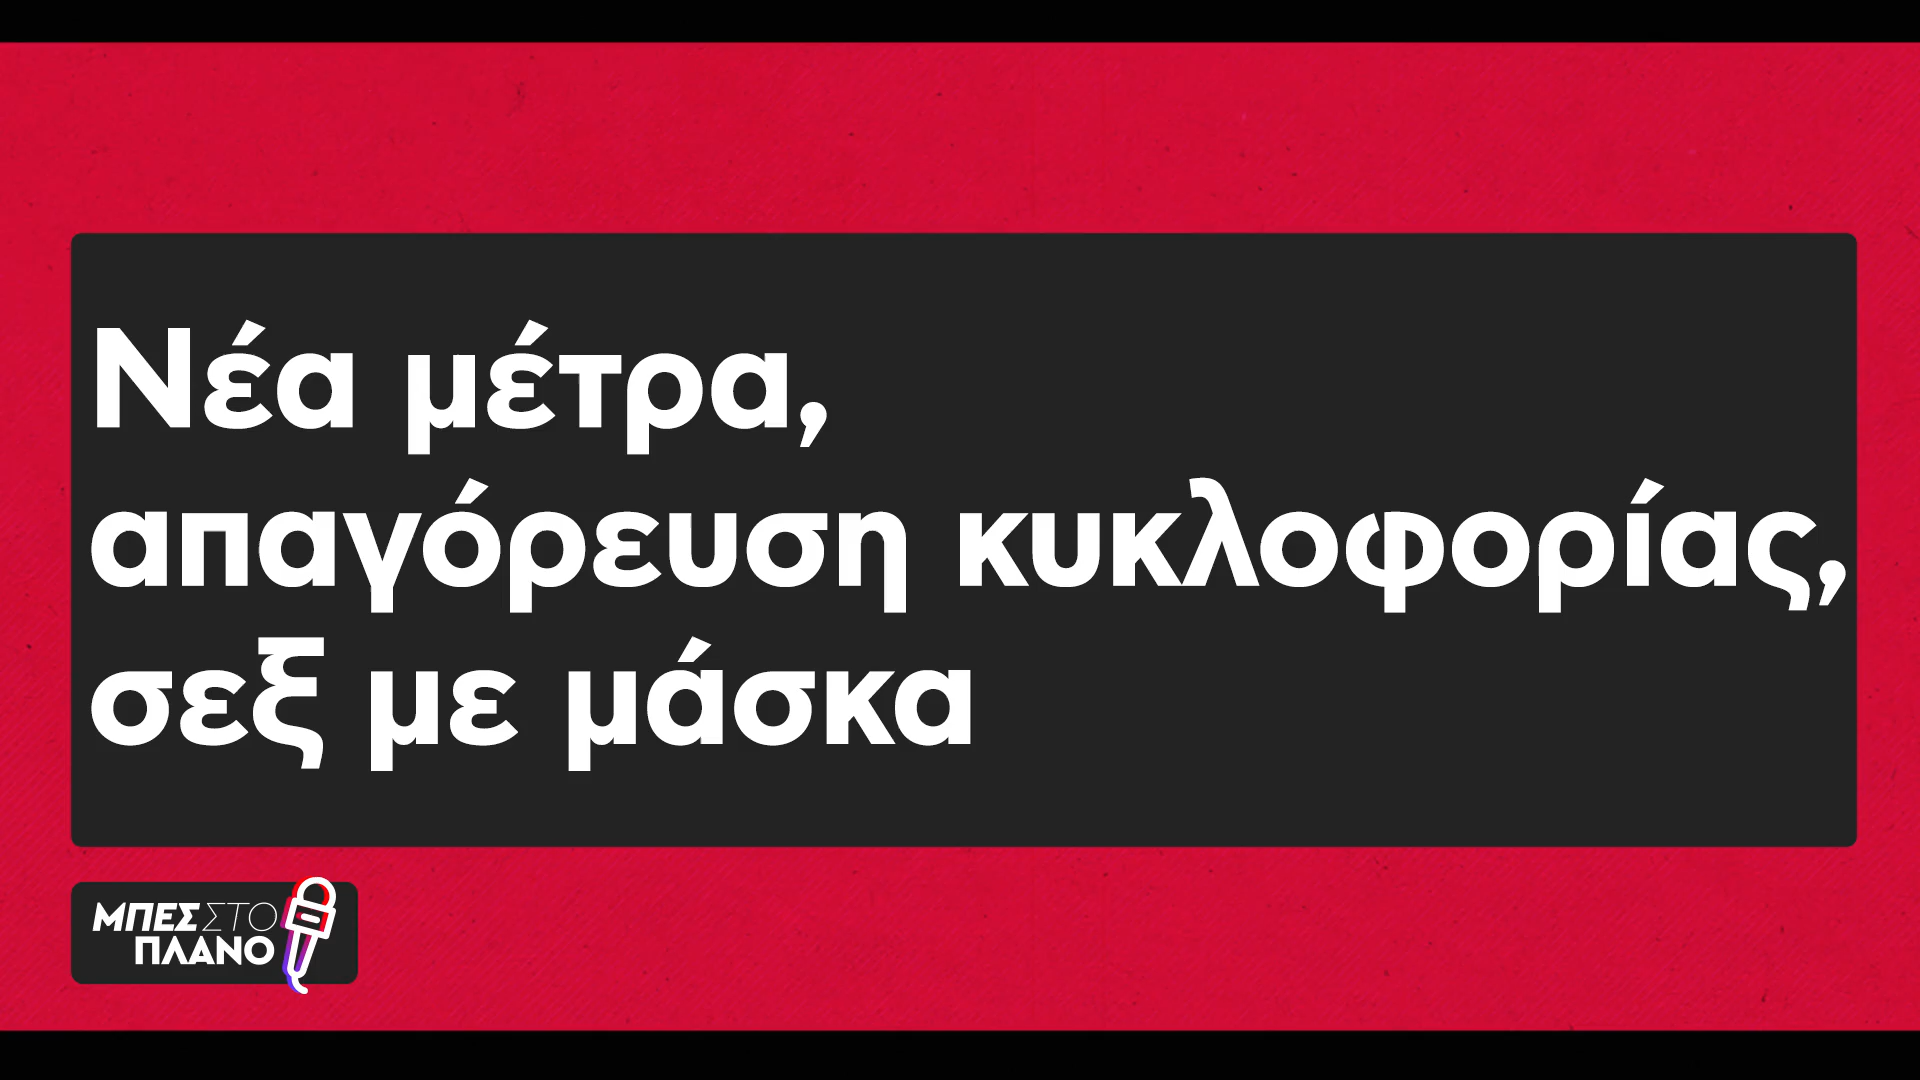 Νέα μέτρα,
απαγόρευση κυκλοφορίας,
σεξ με μάσκα
ΜΠΕΣ ΣΤΟ
ΠΛΑΝΟ